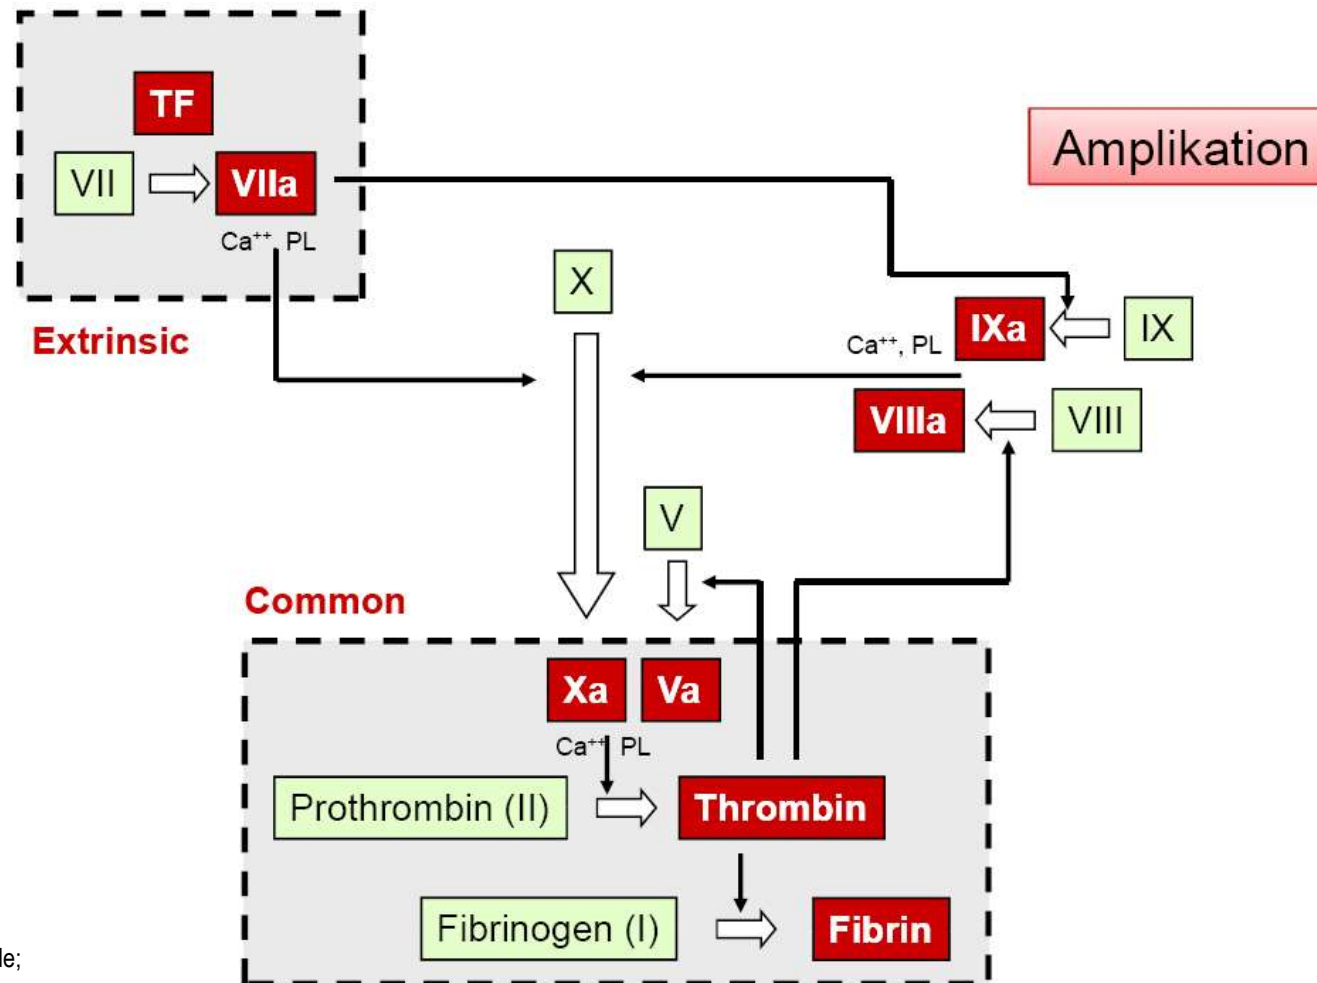 TF
Amplikation
VII
VIIa
Ca⁺⁺, PL
X
Extrinsic
IXa
IX
Ca⁺⁺, PL
VIIIa
VIII
V
Common
Xa
Va
Ca⁺⁺, PL
Prothrombin (II)
Thrombin
Fibrinogen (I)
Fibrin
le;